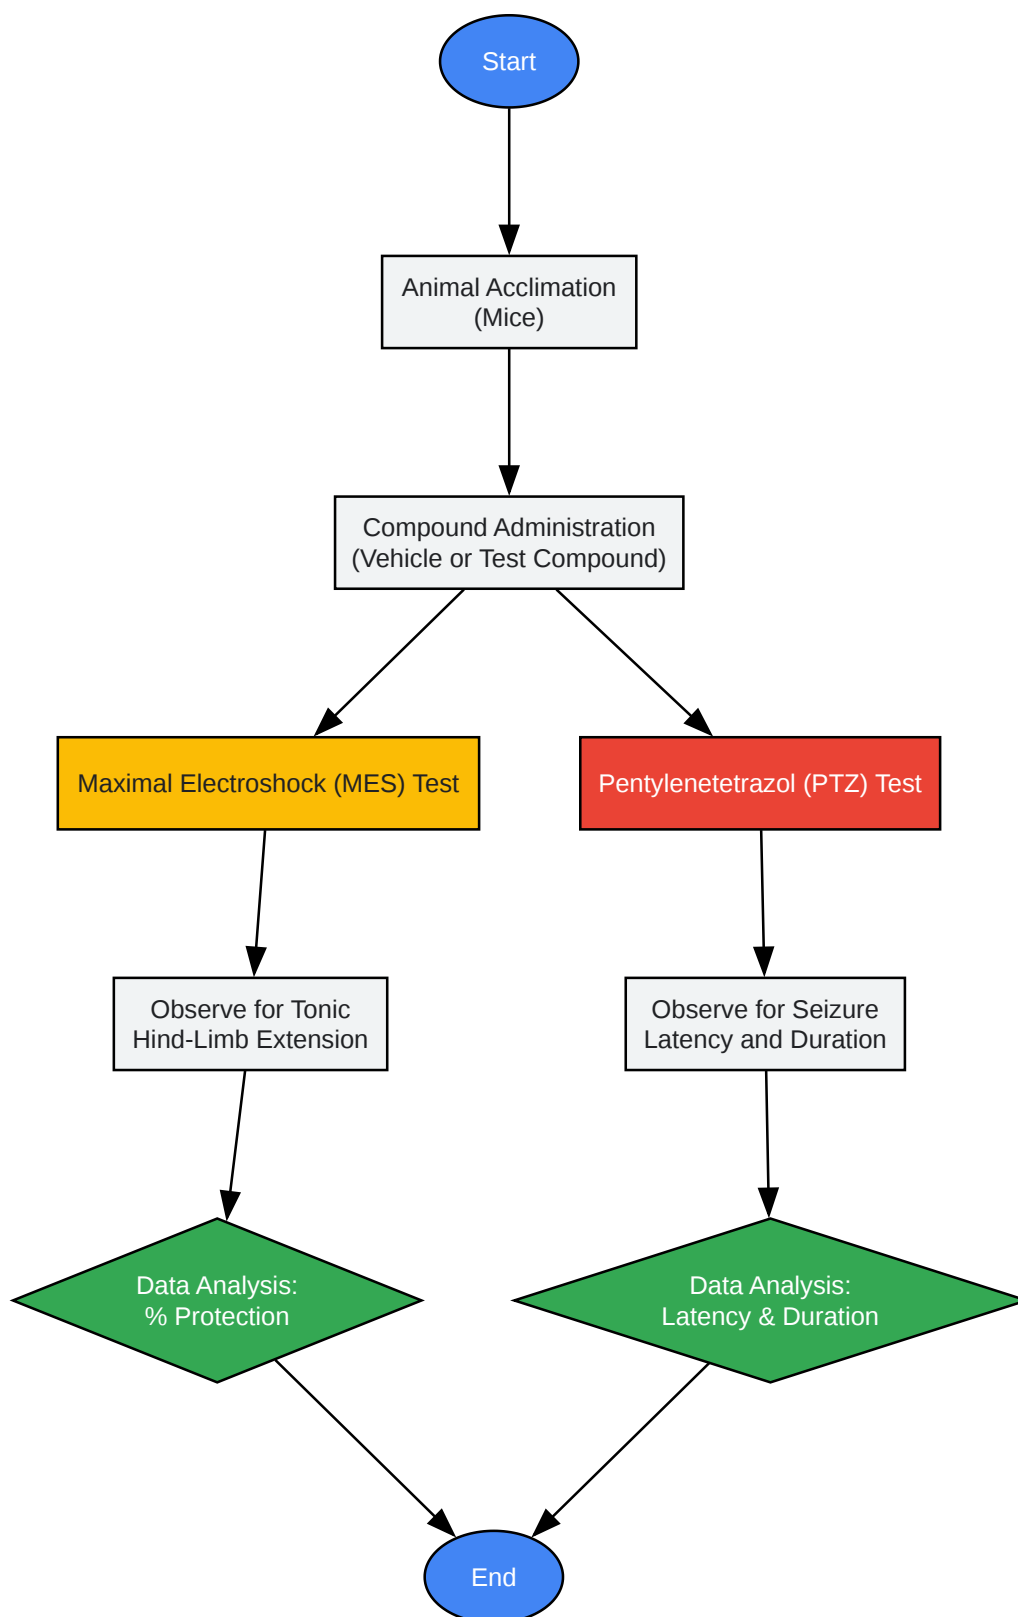 Start
Animal Acclimation
(Mice)
Compound Administration
(Vehicle or Test Compound)
Maximal Electroshock (MES) Test
Pentylenetetrazol (PTZ) Test
Observe for Tonic
Hind-Limb Extension
Observe for Seizure
Latency and Duration
Data Analysis:
% Protection
Data Analysis:
Latency & Duration
End